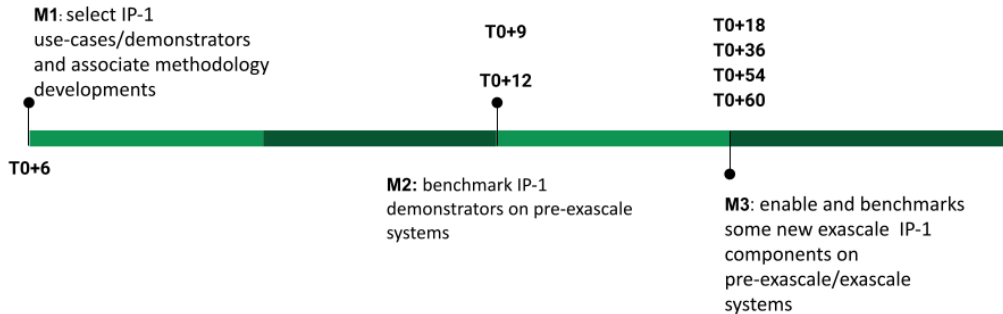 M1: select IP-1
use-cases/demonstrators
and associate methodology
developments
T0+6
T0+9
T0+12
M2: benchmark IP-1
demonstrators on pre-exascale
systems
T0+18
T0+36
T0+54
T0+60
M3: enable and benchmarks
some new exascale IP-1
components on
pre-exascale/exascale
systems